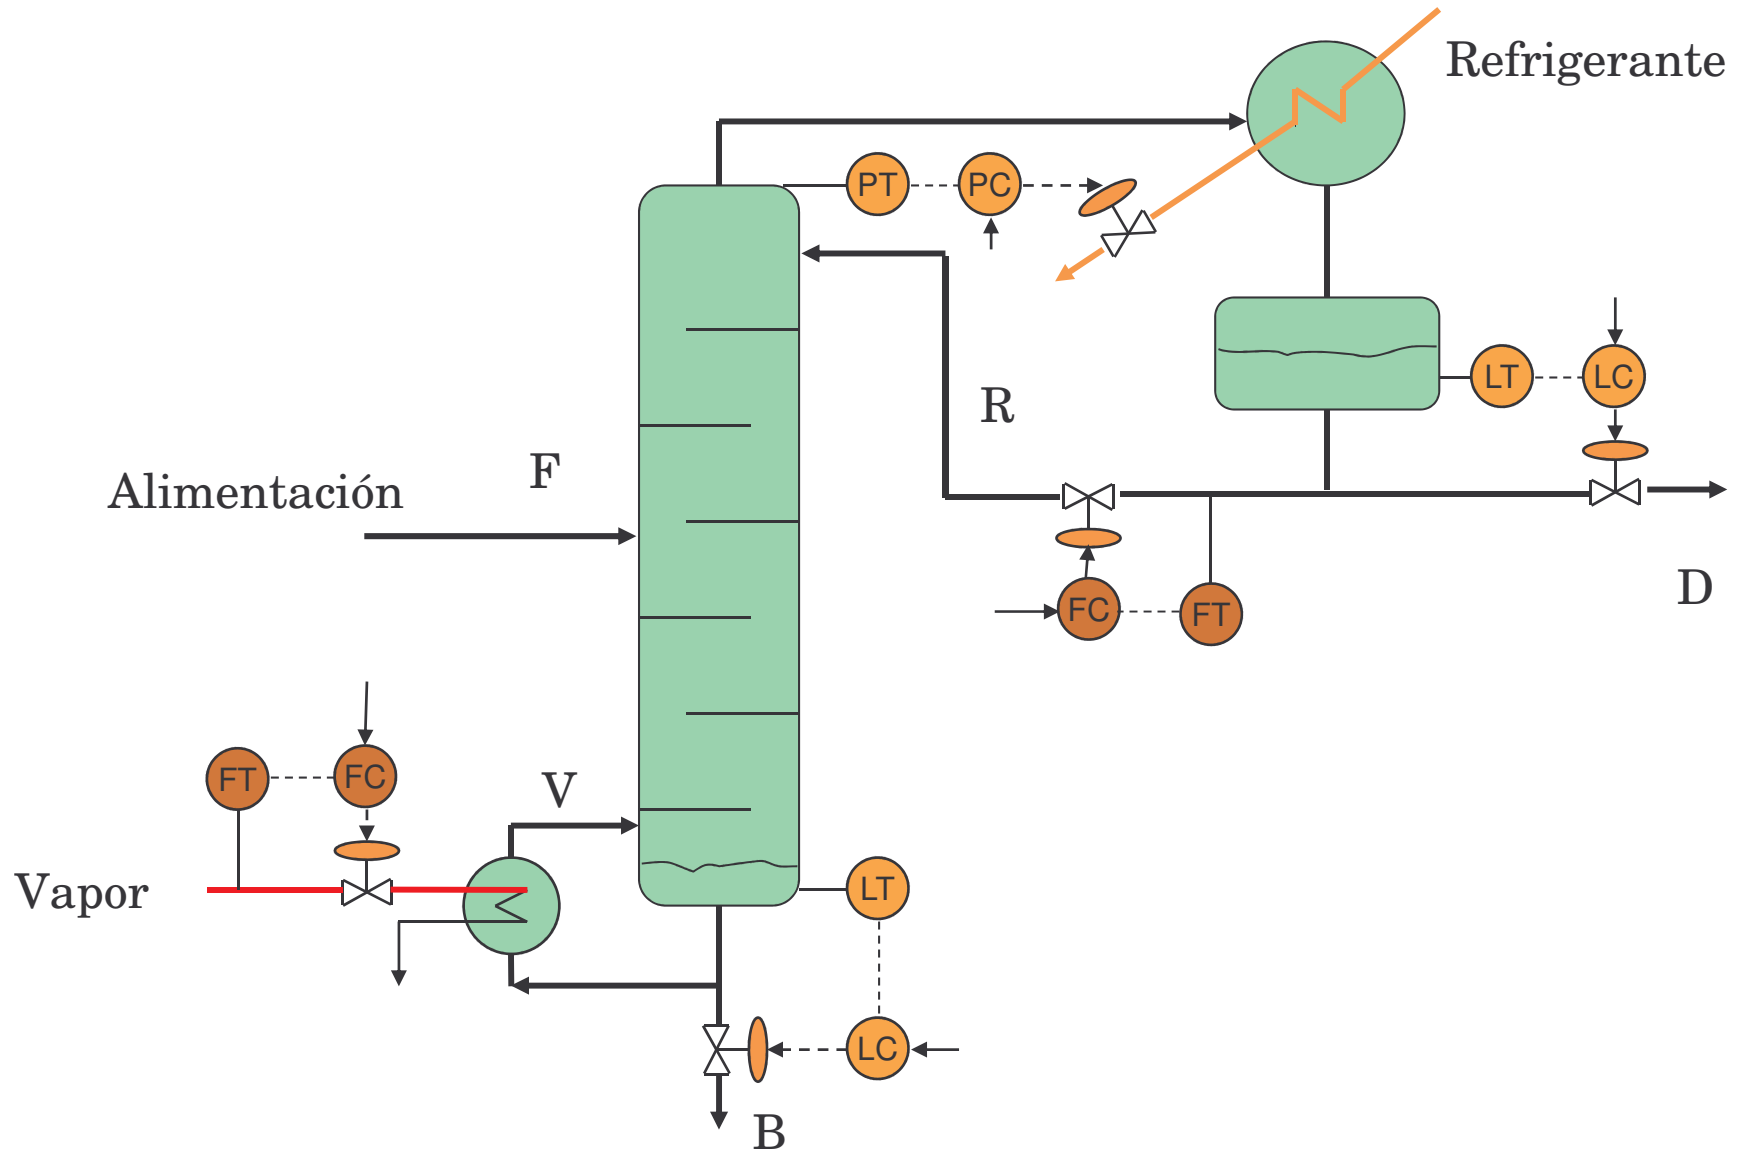 Refrigerante
PT
PC
LT
LC
R
F
Alimentación
D
FC
FT
FT
FC
V
Vapor
LT
LC
B